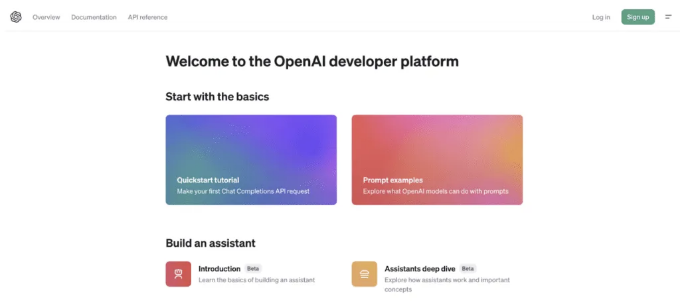 Overview Documentation API reference Log in Sign up
Welcome to the OpenAI developer platform
Start with the basics
Quickstart tutorial
Make your first Chat Completions API request
Prompt examples
Explore what OpenAI models can do with prompts
Build an assistant
Introduction Beta
Learn the basics of building an assistant
Assistants deep dive Beta
Explore how assistants work and important
concepts